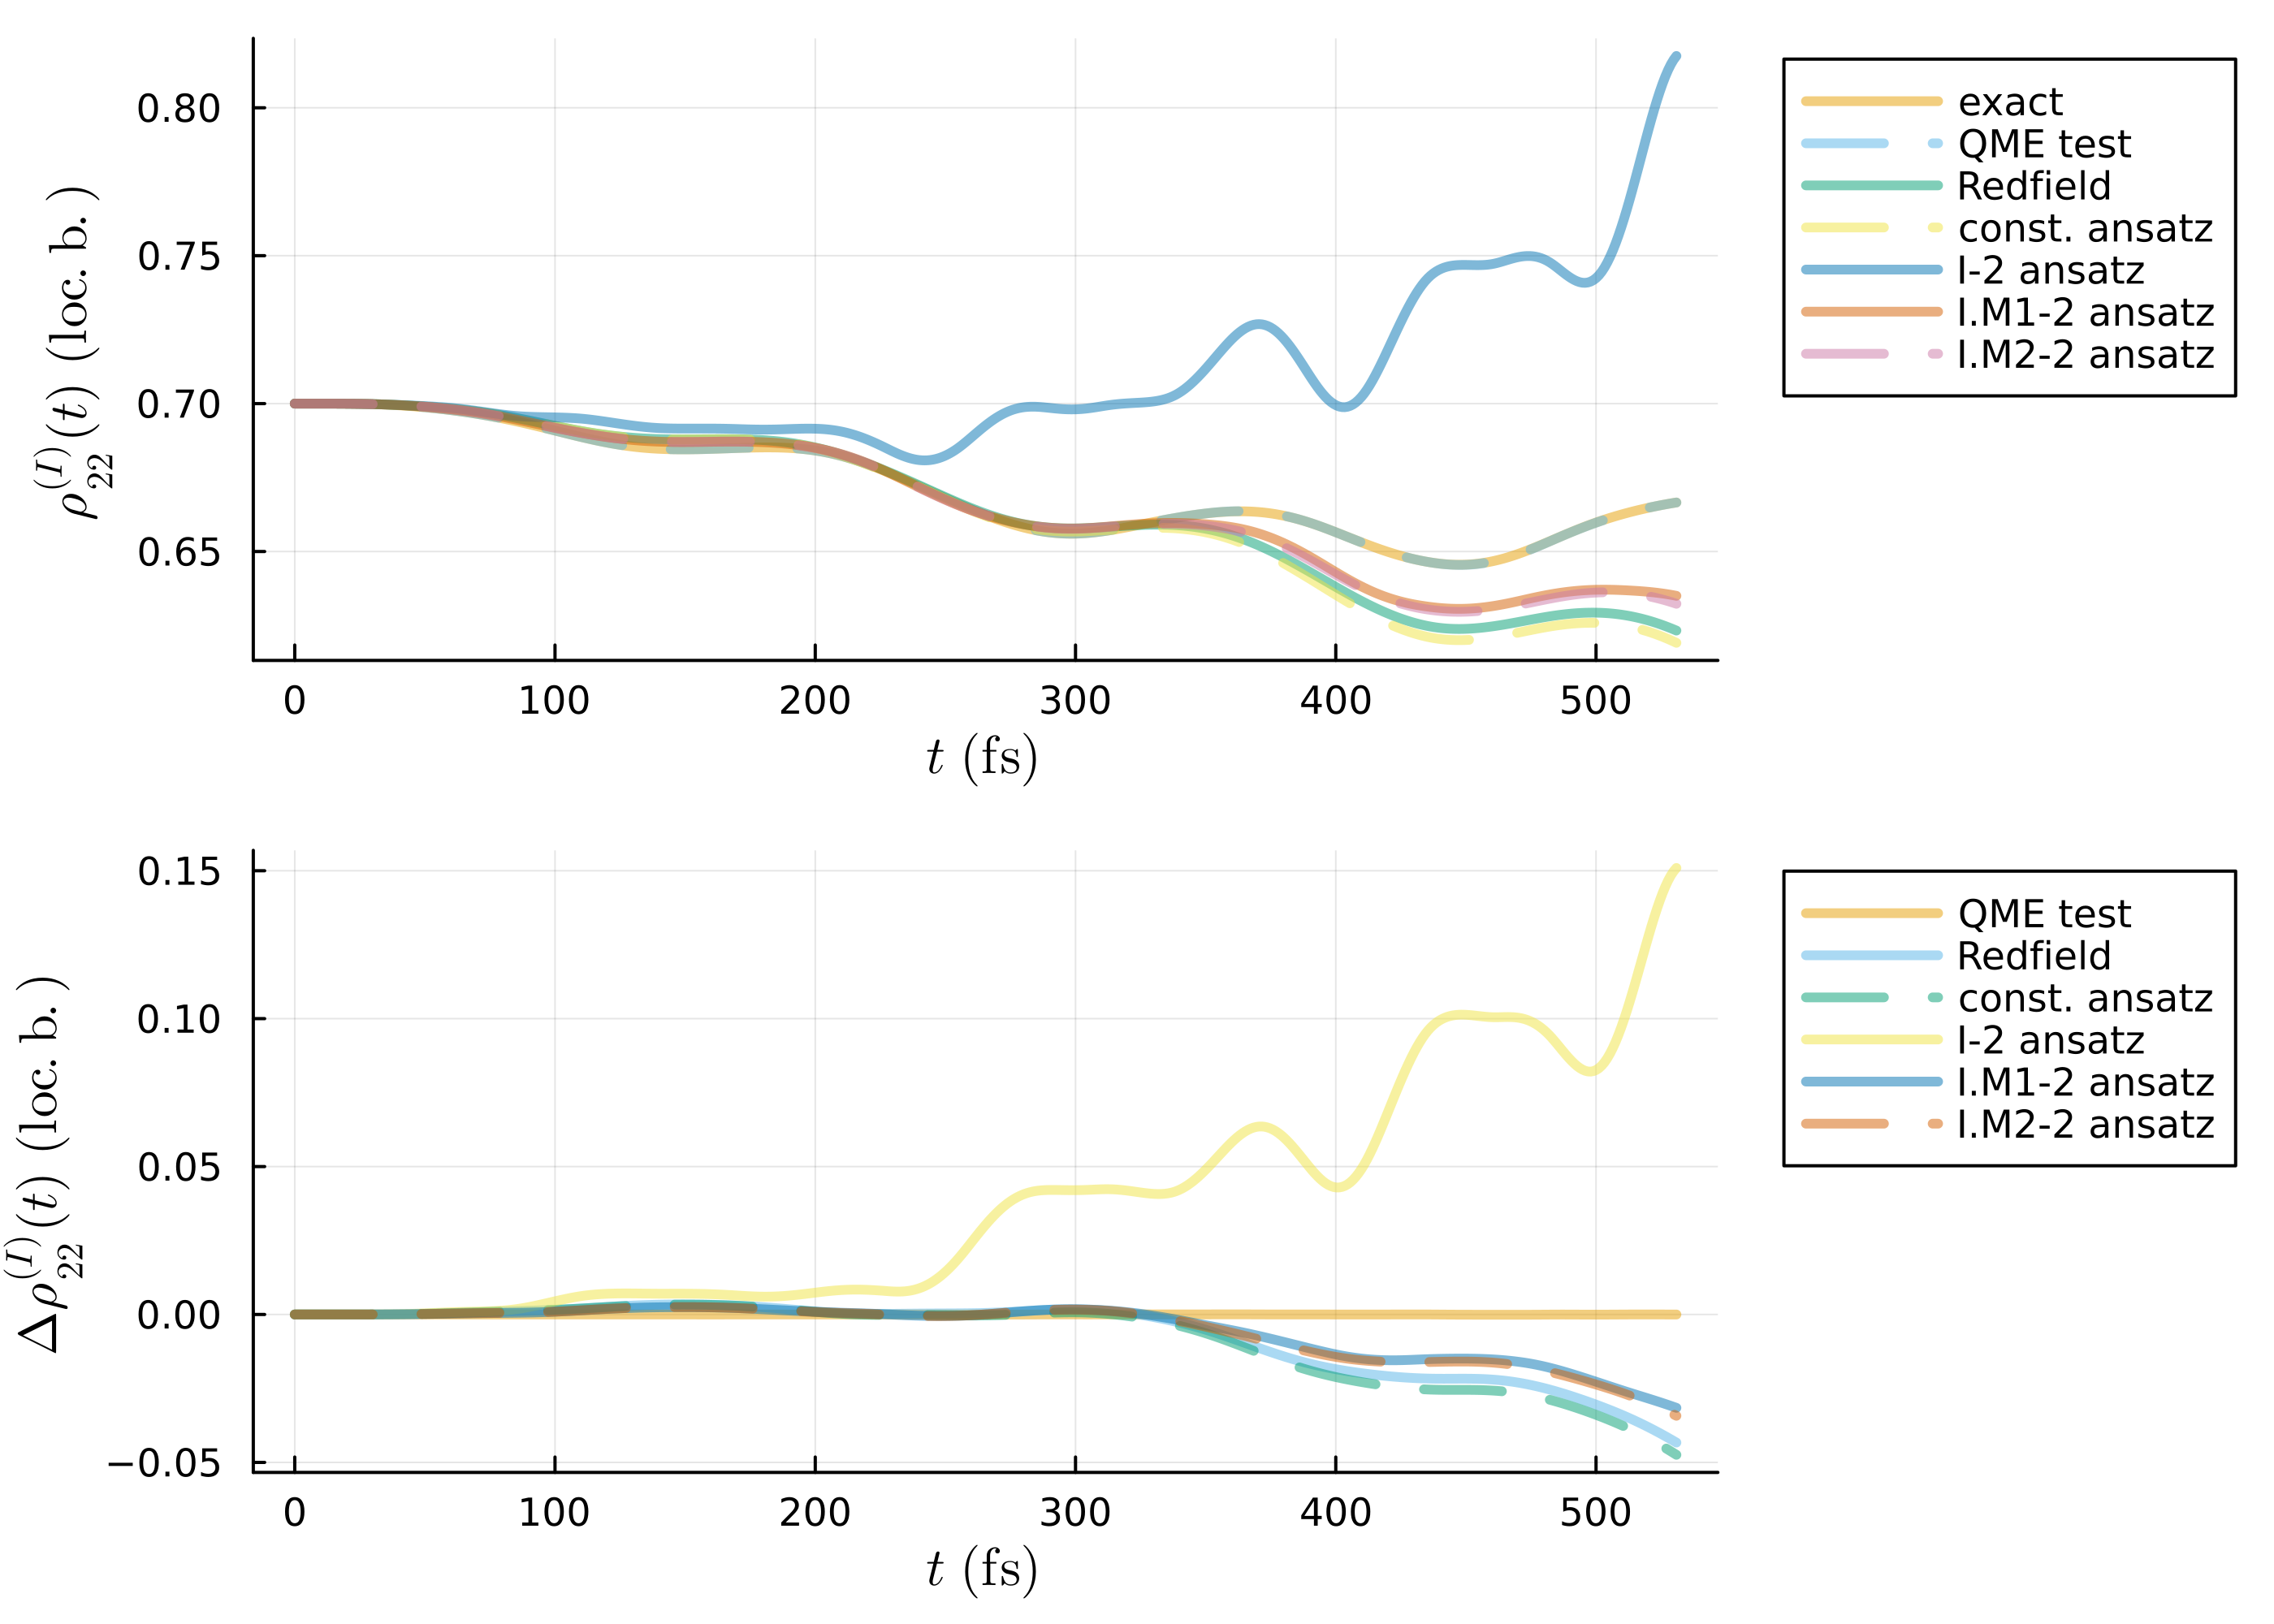 0.80
0.75
0.70
0.65
ρ₂₂⁽ᴵ⁾(t) (loc. b. )
0 100 200 300 400 500
t (fs)
exact
QME test
Redfield
const. ansatz
I-2 ansatz
I.M1-2 ansatz
I.M2-2 ansatz
0.15
0.10
0.05
0.00
−0.05
Δρ₂₂⁽ᴵ⁾(t) (loc. b. )
0 100 200 300 400 500
t (fs)
QME test
Redfield
const. ansatz
I-2 ansatz
I.M1-2 ansatz
I.M2-2 ansatz